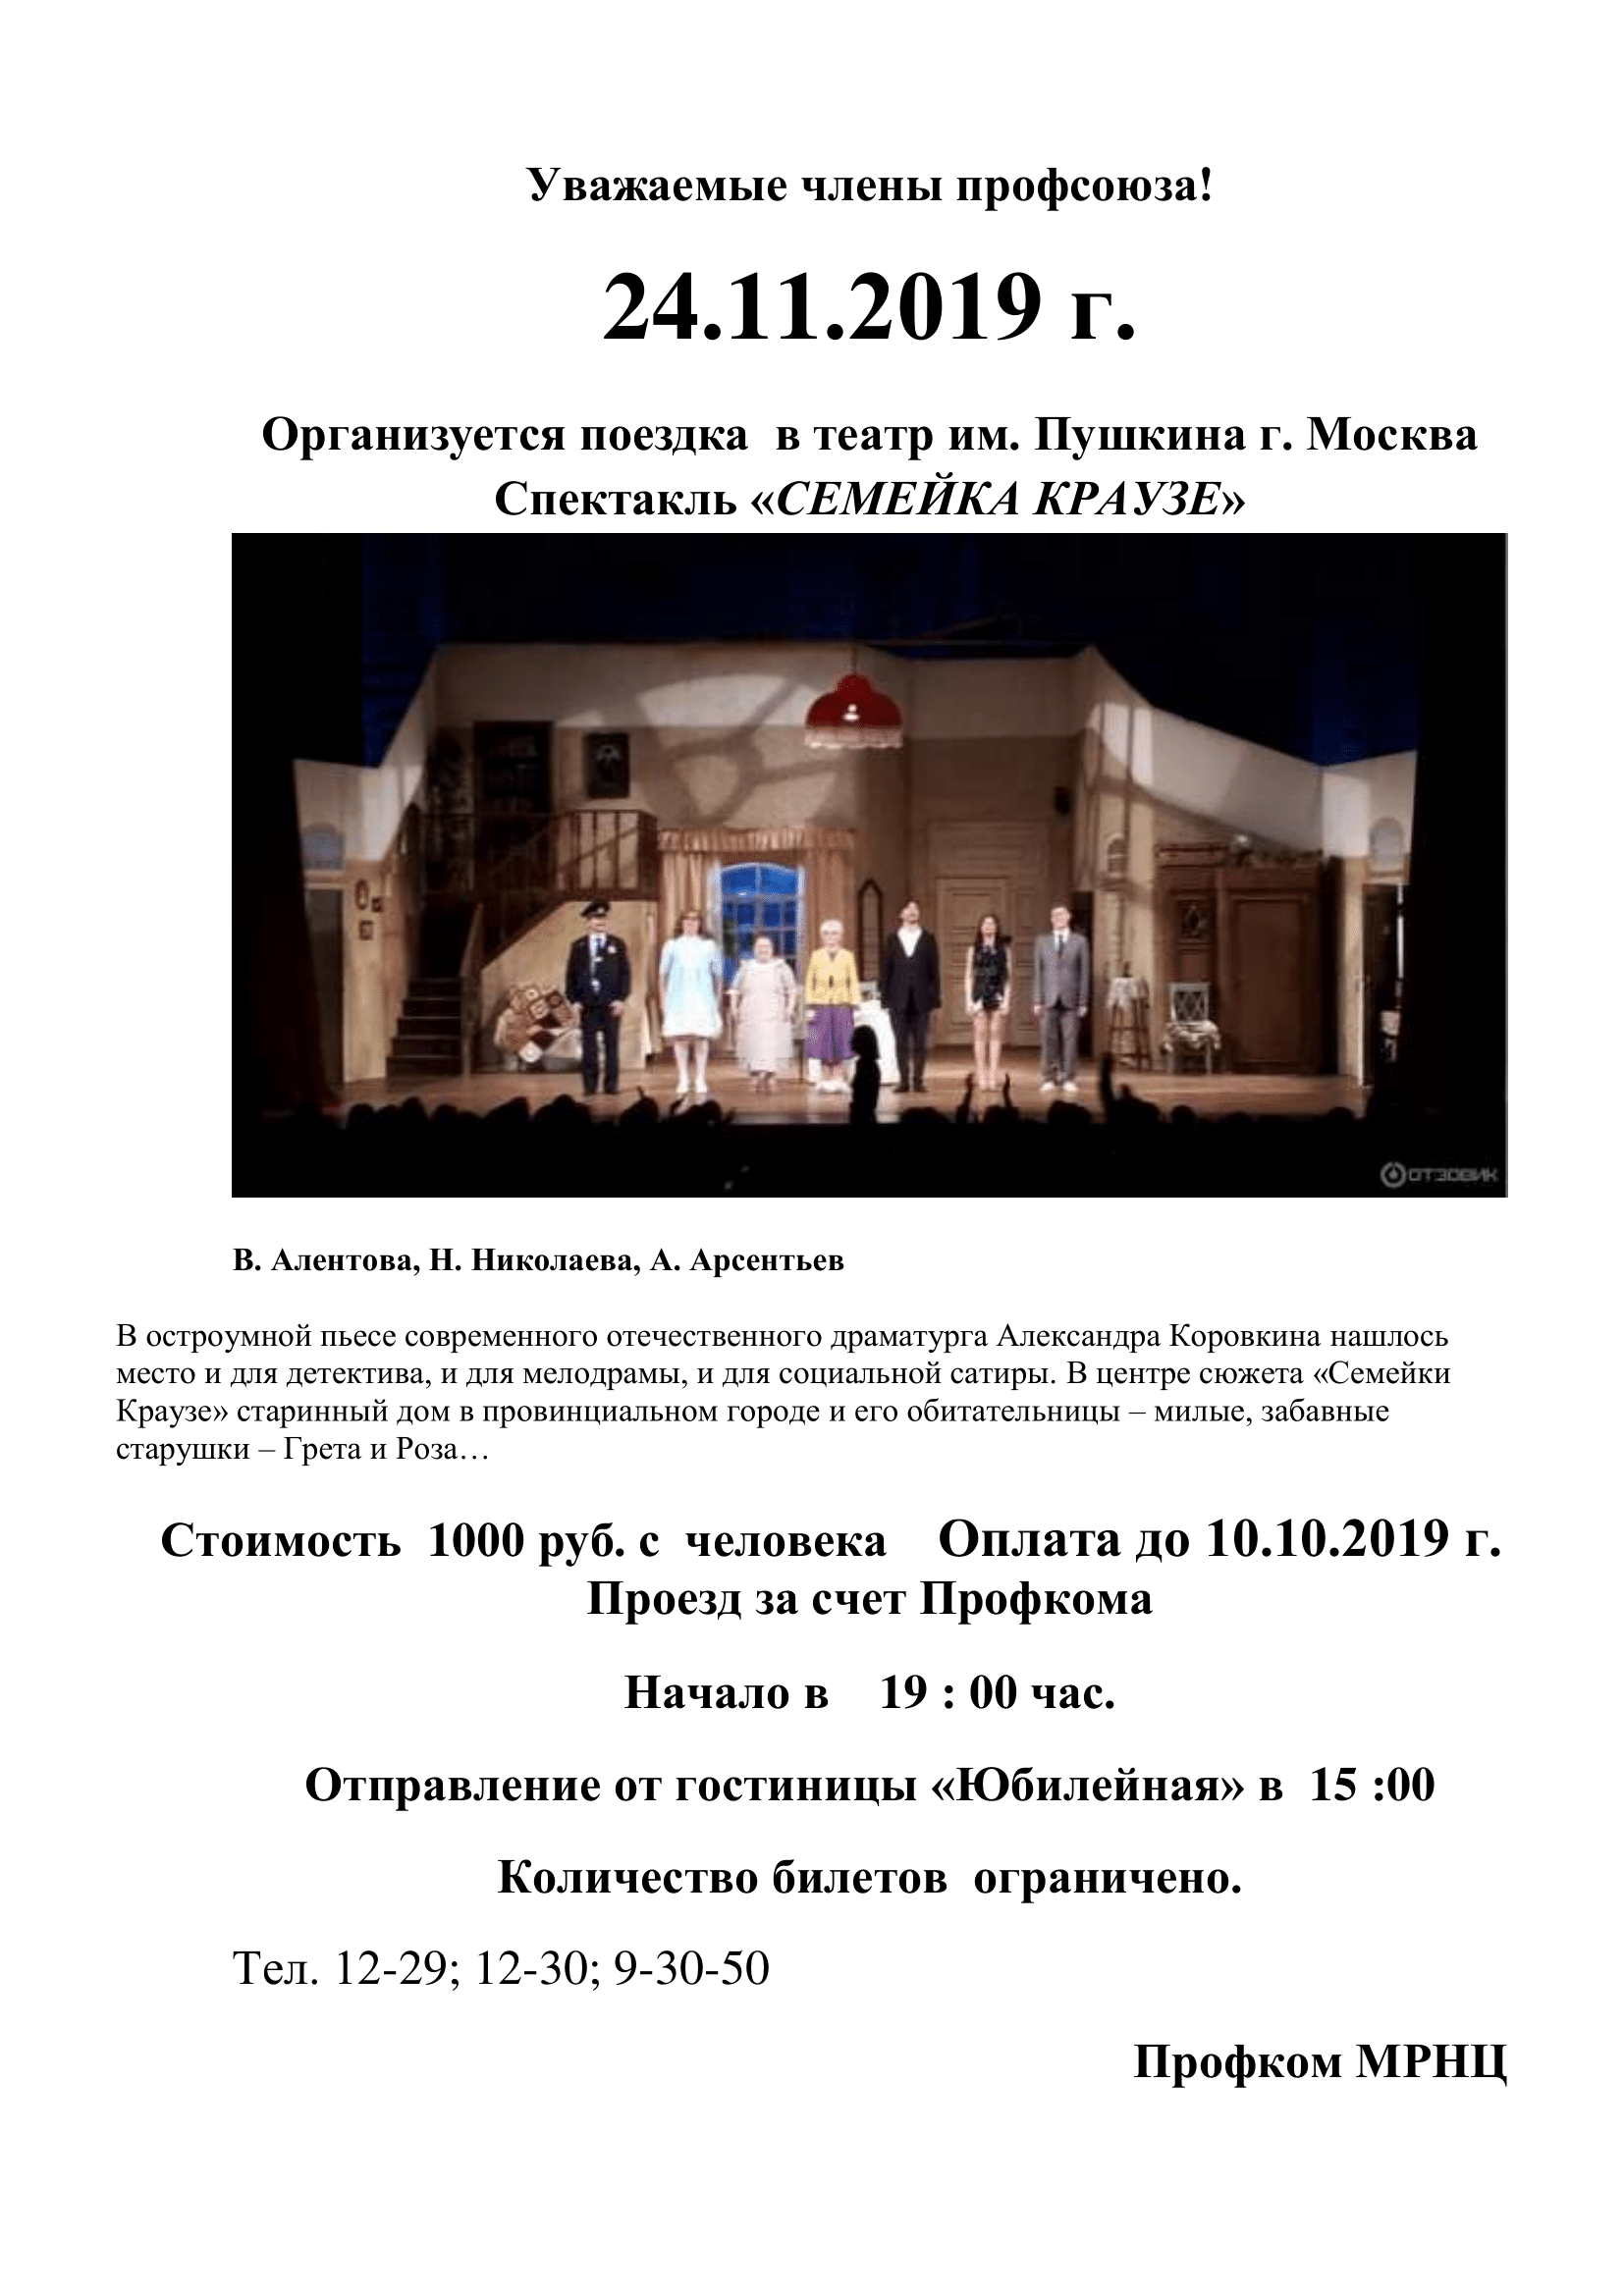 Уважаемые члены профсоюза!
24.11.2019 г.
Организуется поездка  в театр им. Пушкина г. Москва
Спектакль «СЕМЕЙКА КРАУЗЕ»
ОТЗОВИК
В. Алентова, Н. Николаева, А. Арсентьев
В остроумной пьесе современного отечественного драматурга Александра Коровкина нашлось
место и для детектива, и для мелодрамы, и для социальной сатиры. В центре сюжета «Семейки
Краузе» старинный дом в провинциальном городе и его обитательницы – милые, забавные
старушки – Грета и Роза…
Стоимость  1000 руб. с  человека    Оплата до 10.10.2019 г.
Проезд за счет Профкома
Начало в    19 : 00 час.
Отправление от гостиницы «Юбилейная» в  15 :00
Количество билетов  ограничено.
Тел. 12-29; 12-30; 9-30-50
Профком МРНЦ